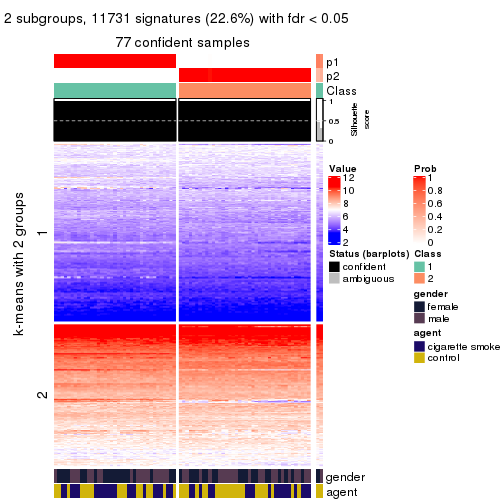 2 subgroups, 11731 signatures (22.6%) with fdr < 0.05
77 confident samples
p1
p2
Class
1
0.5
0
Silhouette
score
k-means with 2 groups
1
2
Value
12
10
8
6
4
2
Prob
1
0.8
0.6
0.4
0.2
0
Status (barplots)
confident
ambiguous
Class
1
2
gender
female
male
agent
cigarette smoke
control
gender
agent